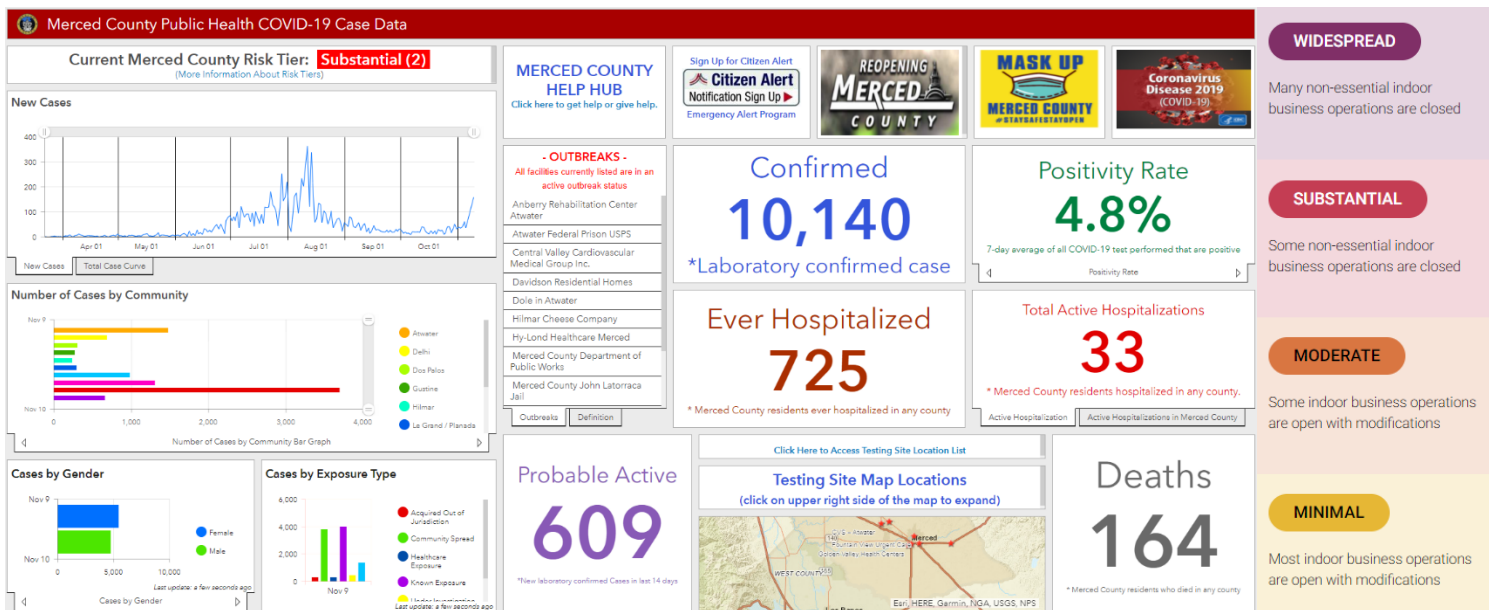 Merced County Public Health COVID-19 Case Data
Current Merced County Risk Tier: Substantial (2)
(More Information About Risk Tiers)
New Cases
400
300
200
100
0
Apr 01
May 01
Jun 01
Jul 01
Aug 01
Sep 01
Oct 01
New Cases
Total Case Curve
Number of Cases by Community
Nov 9
Nov 10
0
1,000
2,000
3,000
4,000
Atwater
Delhi
Dos Palos
Gustine
Hilmar
Le Grand / Planada
Number of Cases by Community Bar Graph
Cases by Gender
Nov 9
Nov 10
0
5,000
10,000
Female
Male
Last update: a few seconds ago
Cases by Gender
Cases by Exposure Type
6,000
4,000
2,000
0
Nov 9
Acquired Out of
Jurisdiction
Community Spread
Healthcare
Exposure
Known Exposure
Under Investigation
Last update: a few seconds ago
MERCED COUNTY
HELP HUB
Click here to get help or give help.
Sign Up for Citizen Alert
Citizen Alert
Notification Sign Up
Emergency Alert Program
REOPENING
MERCED
COUNTY
MASK UP
MERCED COUNTY
#STAYSAFESTAYOPEN
Coronavirus
Disease 2019
(COVID-19)
CDC
- OUTBREAKS -
All facilities currently listed are in an
active outbreak status
Anberry Rehabilitation Center
Atwater
Atwater Federal Prison USPS
Central Valley Cardiovascular
Medical Group Inc.
Davidson Residential Homes
Dole in Atwater
Hilmar Cheese Company
Hy-Lond Healthcare Merced
Merced County Department of
Public Works
Merced County John Latorraca
Jail
Outbreaks
Definition
Confirmed
10,140
*Laboratory confirmed case
Positivity Rate
4.8%
7-day average of all COVID-19 test performed that are positive
Positivity Rate
Ever Hospitalized
725
* Merced County residents ever hospitalized in any county
Total Active Hospitalizations
33
* Merced County residents hospitalized in any county.
Active Hospitalization
Active Hospitalizations in Merced County
Probable Active
609
*New laboratory confirmed Cases in last 14 days
Click Here to Access Testing Site Location List
Testing Site Map Locations
(click on upper right side of the map to expand)
Atwater
140
Merced
Fountain View Urgent Care
Golden Valley Health Centers
WEST COUNTY
Los Banos
Esri, HERE, Garmin, NGA, USGS, NPS
Deaths
164
* Merced County residents who died in any county
WIDESPREAD
Many non-essential indoor
business operations are closed
SUBSTANTIAL
Some non-essential indoor
business operations are closed
MODERATE
Some indoor business operations
are open with modifications
MINIMAL
Most indoor business operations
are open with modifications